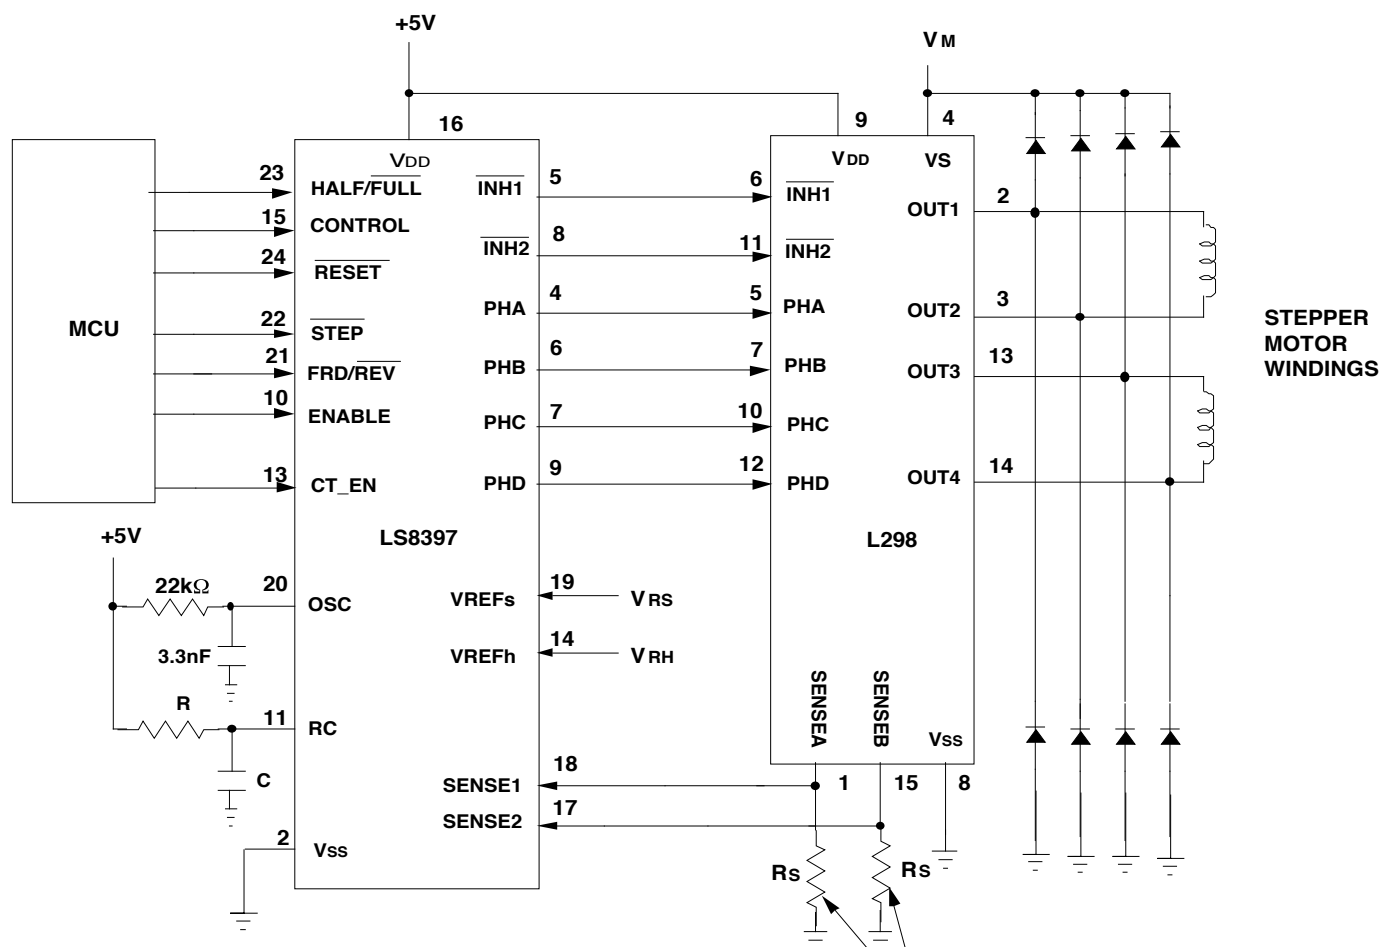 +5V
VM
16
9
4
VDD
VDD
VS
MCU
23
HALF/FULL
15
CONTROL
24
RESET
22
STEP
21
FRD/REV
10
ENABLE
13
CT_EN
LS8397
INH1
5
INH2
8
PHA
4
PHB
6
PHC
7
PHD
9
6
INH1
11
INH2
5
PHA
7
PHB
10
PHC
12
PHD
L298
OUT1
2
OUT2
3
OUT3
13
OUT4
14
STEPPER
MOTOR
WINDINGS
+5V
22kΩ
20
OSC
3.3nF
R
11
RC
C
2
VSS
VREFs
19
VRS
VREFh
14
VRH
SENSE1
18
SENSE2
17
SENSEA
SENSEB
VSS
1
15
8
RS
RS